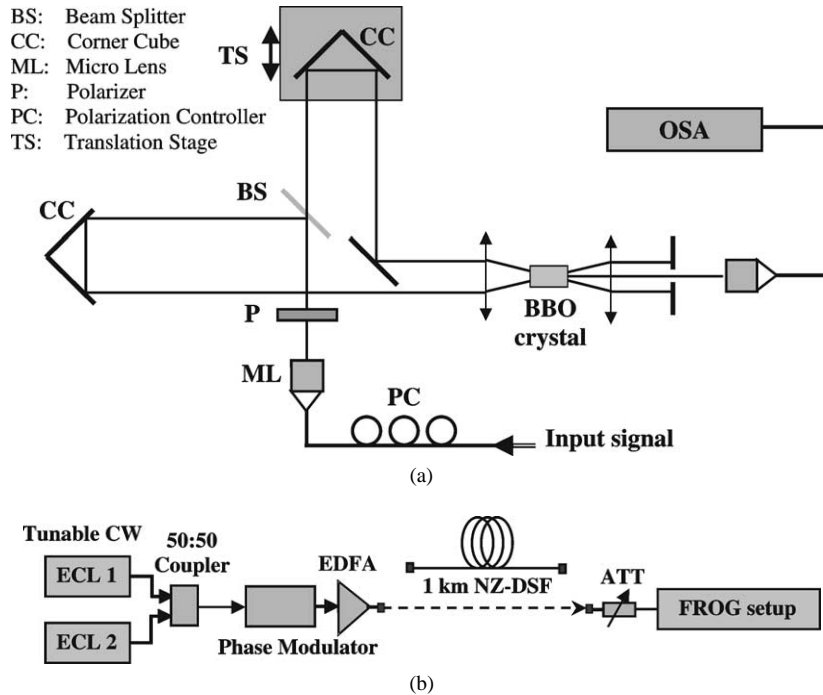 BS: Beam Splitter
CC: Corner Cube
ML: Micro Lens
P: Polarizer
PC: Polarization Controller
TS: Translation Stage
TS
CC
OSA
BS
CC
P
BBO
crystal
ML
PC
Input signal
(a)
Tunable CW
50:50
Coupler
EDFA
ECL 1
ECL 2
Phase Modulator
1 km NZ-DSF
ATT
FROG setup
(b)